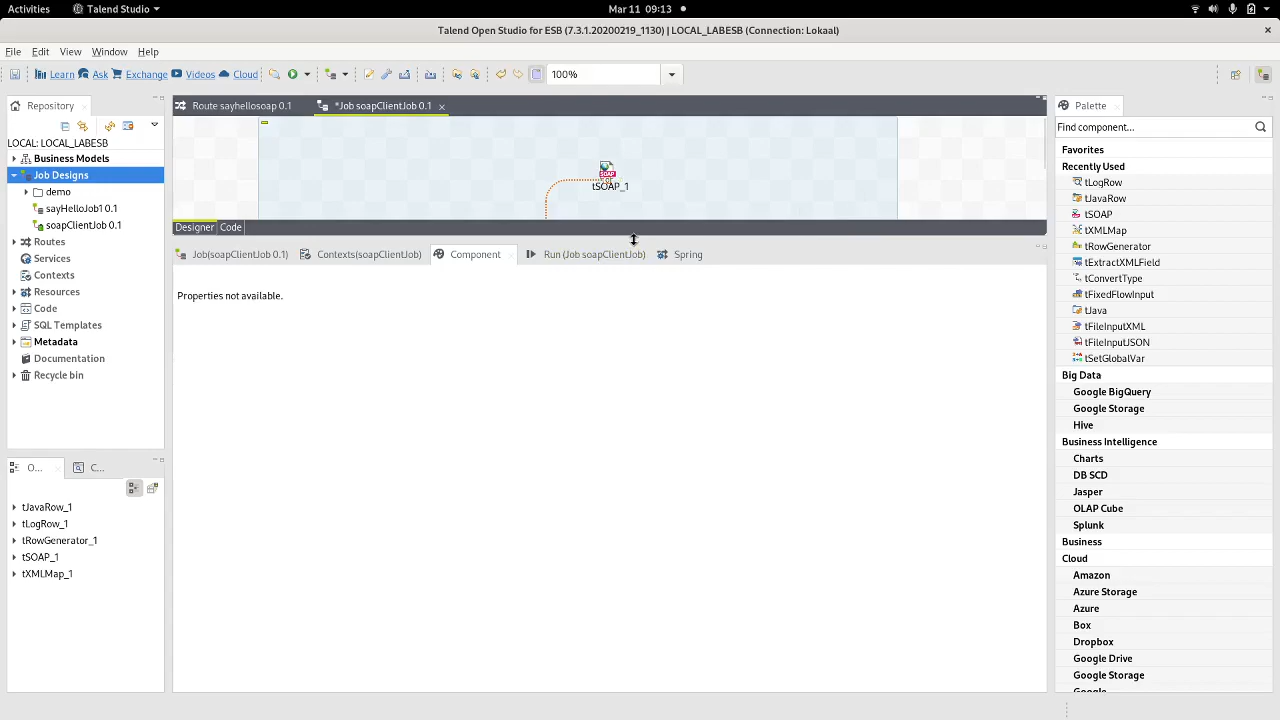 Activities
Talend Studio
Mar 11 09:13
Talend Open Studio for ESB (7.3.1.20200219_1130) | LOCAL_LABESB (Connection: Lokaal)
File Edit View Window Help
Learn Ask Exchange Videos Cloud 100%
Repository
LOCAL: LOCAL_LABESB
Business Models
Job Designs
demo
sayHelloJob1 0.1
soapClientJob 0.1
Routes
Services
Contexts
Resources
Code
SQL Templates
Metadata
Documentation
Recycle bin
O...
C...
tJavaRow_1
tLogRow_1
tRowGenerator_1
tSOAP_1
tXMLMap_1
Route sayhellosoap 0.1
*Job soapClientJob 0.1
SOAP
tSOAP_1
Designer Code
Job(soapClientJob 0.1)
Contexts(soapClientJob)
Component
Run (Job soapClientJob)
Spring
Properties not available.
Palette
Find component...
Favorites
Recently Used
tLogRow
tJavaRow
tSOAP
tXMLMap
tRowGenerator
tExtractXMLField
tConvertType
tFixedFlowInput
tJava
tFileInputXML
tFileInputJSON
tSetGlobalVar
Big Data
Google BigQuery
Google Storage
Hive
Business Intelligence
Charts
DB SCD
Jasper
OLAP Cube
Splunk
Business
Cloud
Amazon
Azure Storage
Azure
Box
Dropbox
Google Drive
Google Storage
Google